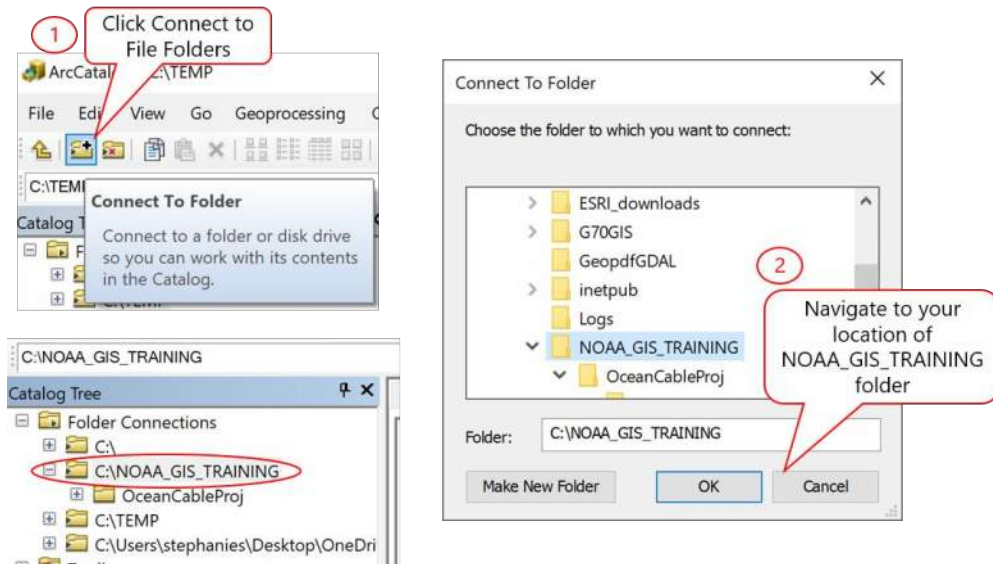 1
Click Connect to
File Folders
ArcCatal C:\TEMP
File Edi View Go Geoprocessing
C:\TEM
Connect To Folder
Connect to a folder or disk drive
so you can work with its contents
in the Catalog.
Catalog T
C:\NOAA_GIS_TRAINING
Catalog Tree
Folder Connections
C:\
C:\NOAA_GIS_TRAINING
OceanCableProj
C:\TEMP
C:\Users\stephanies\Desktop\OneDri
Connect To Folder
Choose the folder to which you want to connect:
ESRI_downloads
G70GIS
GeopdfGDAL
inetpub
Logs
NOAA_GIS_TRAINING
OceanCableProj
2
Navigate to your
location of
NOAA_GIS_TRAINING
folder
Folder: C:\NOAA_GIS_TRAINING
Make New Folder OK Cancel